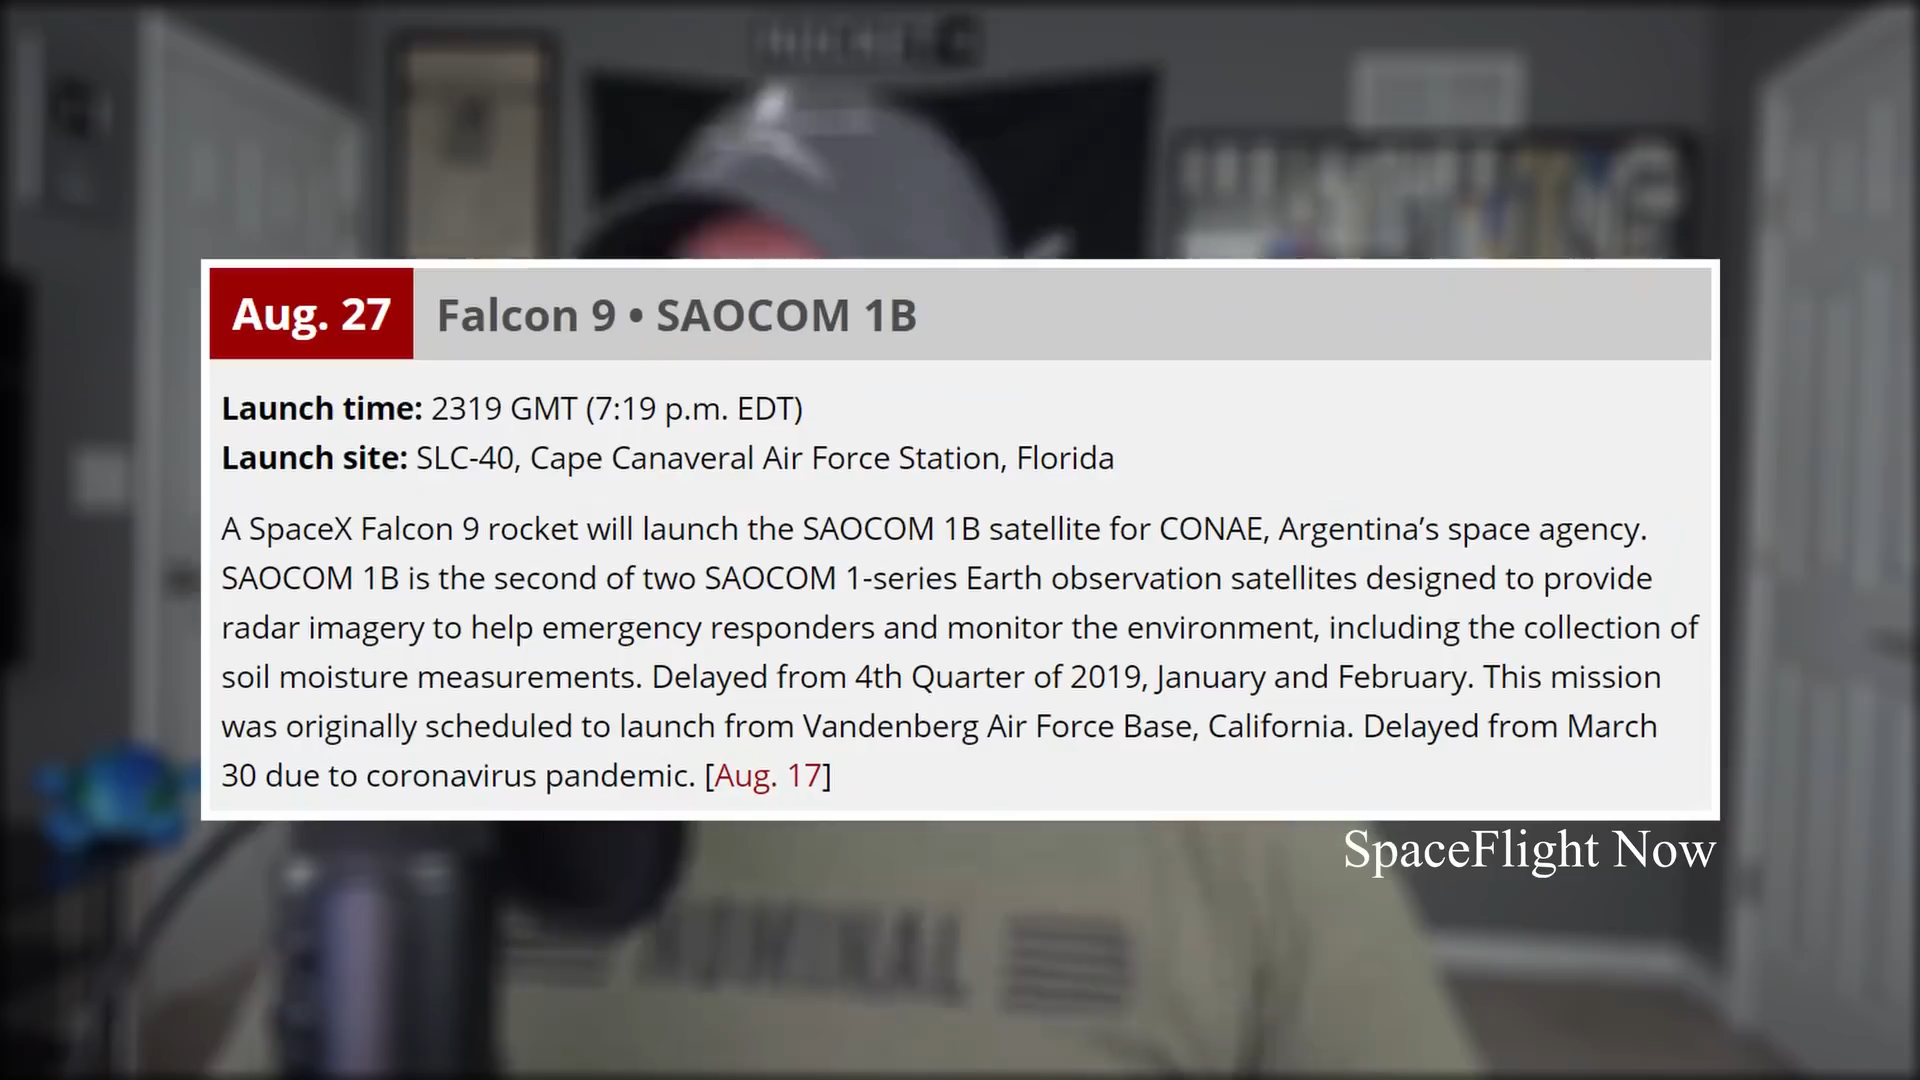 Aug. 27
Falcon 9 • SAOCOM 1B
Launch time: 2319 GMT (7:19 p.m. EDT)
Launch site: SLC-40, Cape Canaveral Air Force Station, Florida
A SpaceX Falcon 9 rocket will launch the SAOCOM 1B satellite for CONAE, Argentina’s space agency.
SAOCOM 1B is the second of two SAOCOM 1-series Earth observation satellites designed to provide
radar imagery to help emergency responders and monitor the environment, including the collection of
soil moisture measurements. Delayed from 4th Quarter of 2019, January and February. This mission
was originally scheduled to launch from Vandenberg Air Force Base, California. Delayed from March
30 due to coronavirus pandemic. [Aug. 17]
SpaceFlight Now
NOMINAL